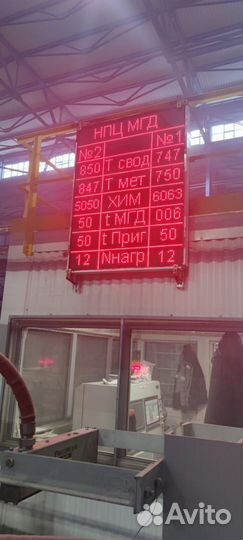 НПЦ МГД
№2 №1
850 Т свод 747
847 Т мет 750
5050 ХИМ 6063
50 t МГД 006
50 t Приг 50
12 Nнагр 12
Avito